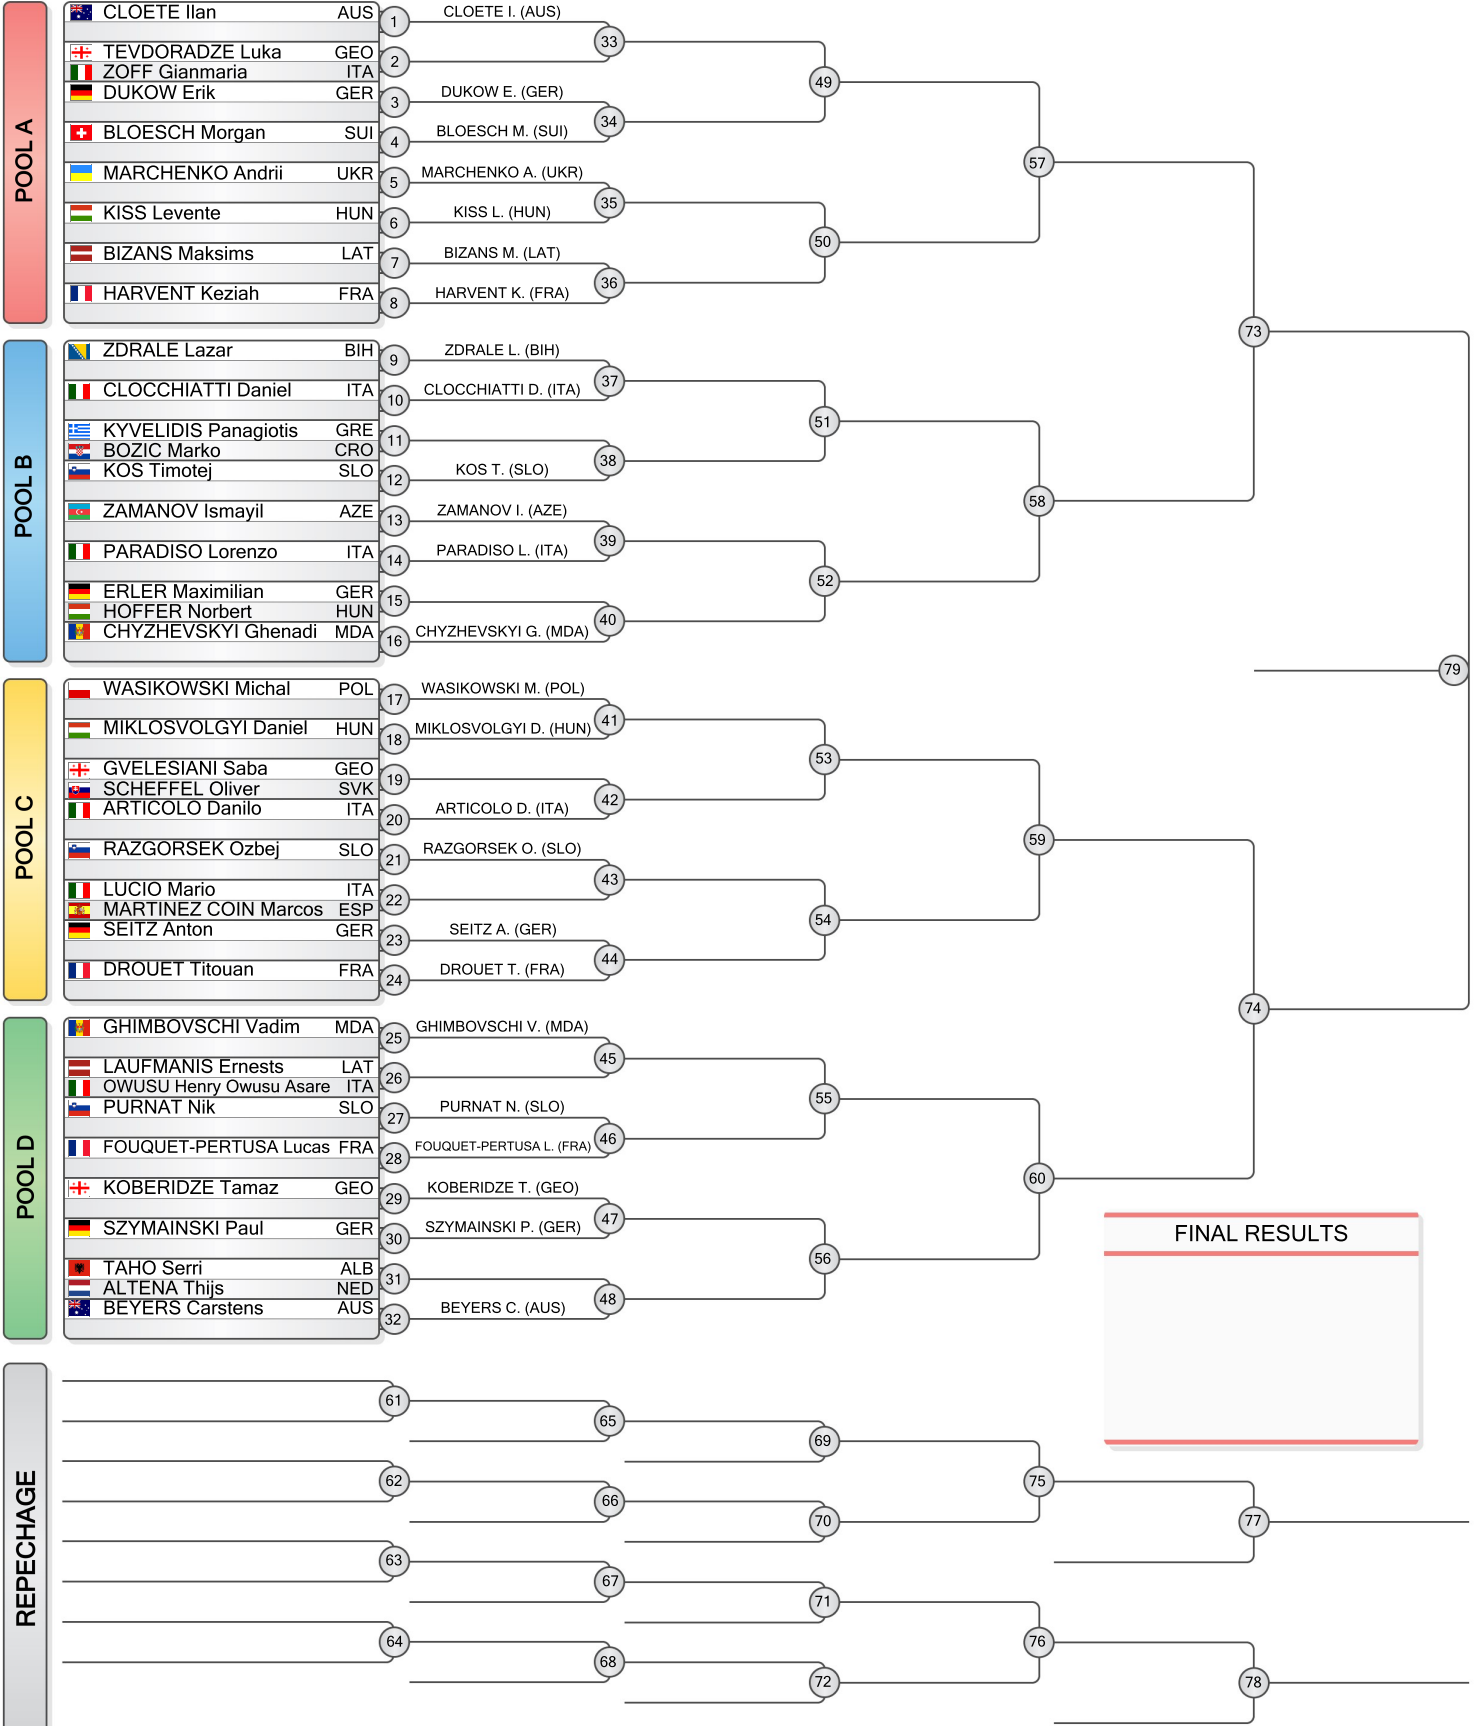 POOL A
CLOETE Ilan AUS 1 CLOETE I. (AUS)
33
TEVDORADZE Luka GEO 2
ZOFF Gianmaria ITA
49
DUKOW Erik GER 3 DUKOW E. (GER)
34
BLOESCH Morgan SUI 4 BLOESCH M. (SUI)
57
MARCHENKO Andrii UKR 5 MARCHENKO A. (UKR)
35
KISS Levente HUN 6 KISS L. (HUN)
50
BIZANS Maksims LAT 7 BIZANS M. (LAT)
36
HARVENT Keziah FRA 8 HARVENT K. (FRA)
73
POOL B
ZDRALE Lazar BIH 9 ZDRALE L. (BIH)
37
CLOCCHIATTI Daniel ITA 10 CLOCCHIATTI D. (ITA)
51
KYVELIDIS Panagiotis GRE 11
BOZIC Marko CRO
38
KOS Timotej SLO 12 KOS T. (SLO)
58
ZAMANOV Ismayil AZE 13 ZAMANOV I. (AZE)
39
PARADISO Lorenzo ITA 14 PARADISO L. (ITA)
52
ERLER Maximilian GER 15
HOFFER Norbert HUN
40
CHYZHEVSKYI Ghenadi MDA 16 CHYZHEVSKYI G. (MDA)
79
POOL C
WASIKOWSKI Michal POL 17 WASIKOWSKI M. (POL)
41
MIKLOSVOLGYI Daniel HUN 18 MIKLOSVOLGYI D. (HUN)
53
GVELESIANI Saba GEO 19
SCHEFFEL Oliver SVK
42
ARTICOLO Danilo ITA 20 ARTICOLO D. (ITA)
59
RAZGORSEK Ozbej SLO 21 RAZGORSEK O. (SLO)
43
LUCIO Mario ITA 22
MARTINEZ COIN Marcos ESP
54
SEITZ Anton GER 23 SEITZ A. (GER)
44
DROUET Titouan FRA 24 DROUET T. (FRA)
74
POOL D
GHIMBOVSCHI Vadim MDA 25 GHIMBOVSCHI V. (MDA)
45
LAUFMANIS Ernests LAT 26
OWUSU Henry Owusu Asare ITA
55
PURNAT Nik SLO 27 PURNAT N. (SLO)
46
FOUQUET-PERTUSA Lucas FRA 28 FOUQUET-PERTUSA L. (FRA)
60
KOBERIDZE Tamaz GEO 29 KOBERIDZE T. (GEO)
47
SZYMAINSKI Paul GER 30 SZYMAINSKI P. (GER)
56
TAHO Serri ALB 31
ALTENA Thijs NED
48
BEYERS Carstens AUS 32 BEYERS C. (AUS)
FINAL RESULTS
REPECHAGE
61
65
69
62
75
66
70
77
63
67
71
64
76
68
72
78